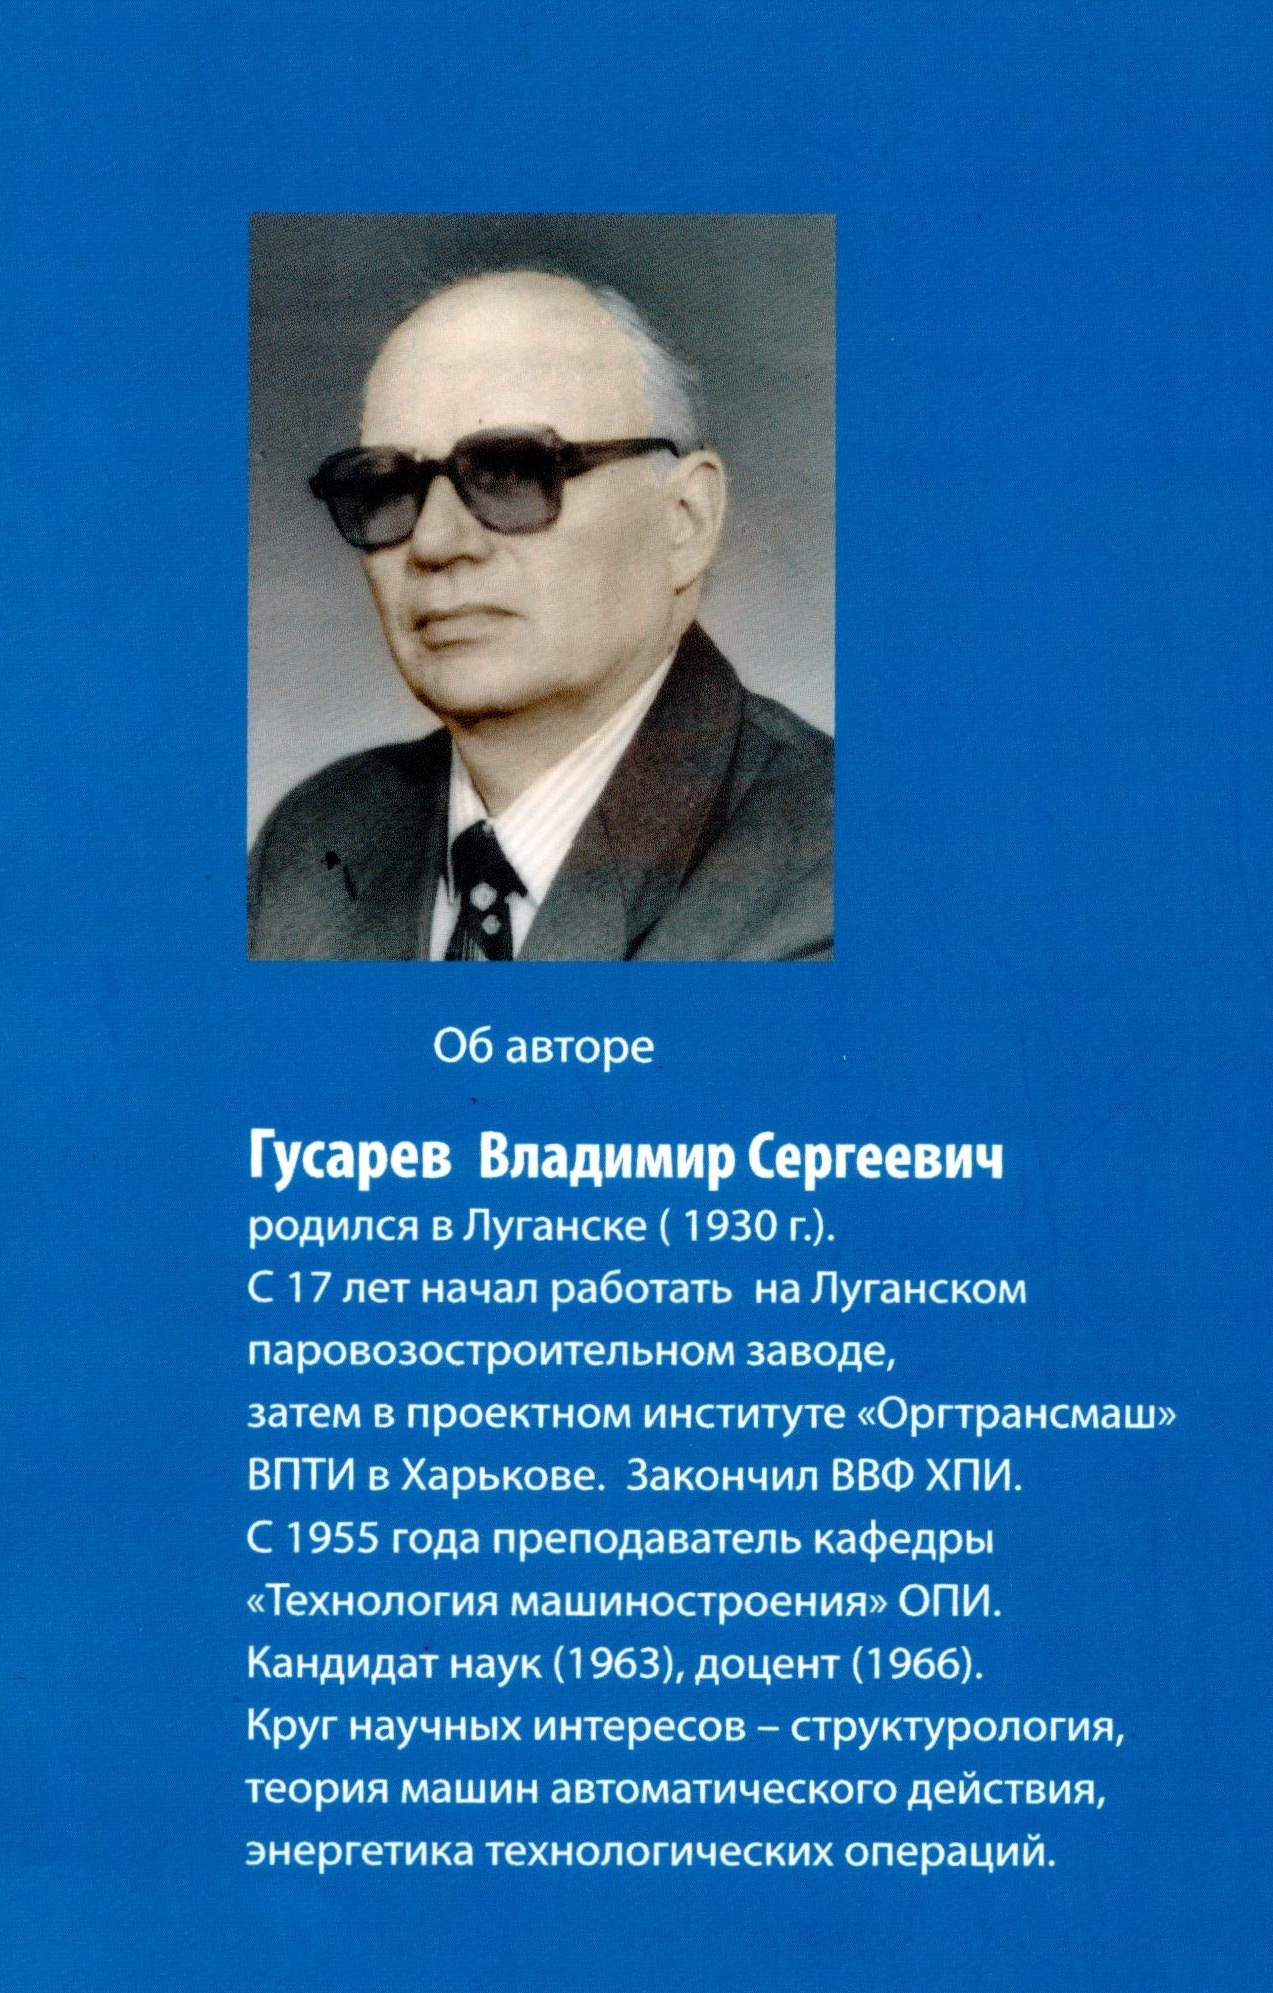 Об авторе
Гусарев Владимир Сергеевич
родился в Луганске ( 1930 г.).
С 17 лет начал работать на Луганском
паровозостроительном заводе,
затем в проектном институте «Оргтрансмаш»
ВПТИ в Харькове. Закончил ВВФ ХПИ.
С 1955 года преподаватель кафедры
«Технология машиностроения» ОПИ.
Кандидат наук (1963), доцент (1966).
Круг научных интересов – структурология,
теория машин автоматического действия,
энергетика технологических операций.